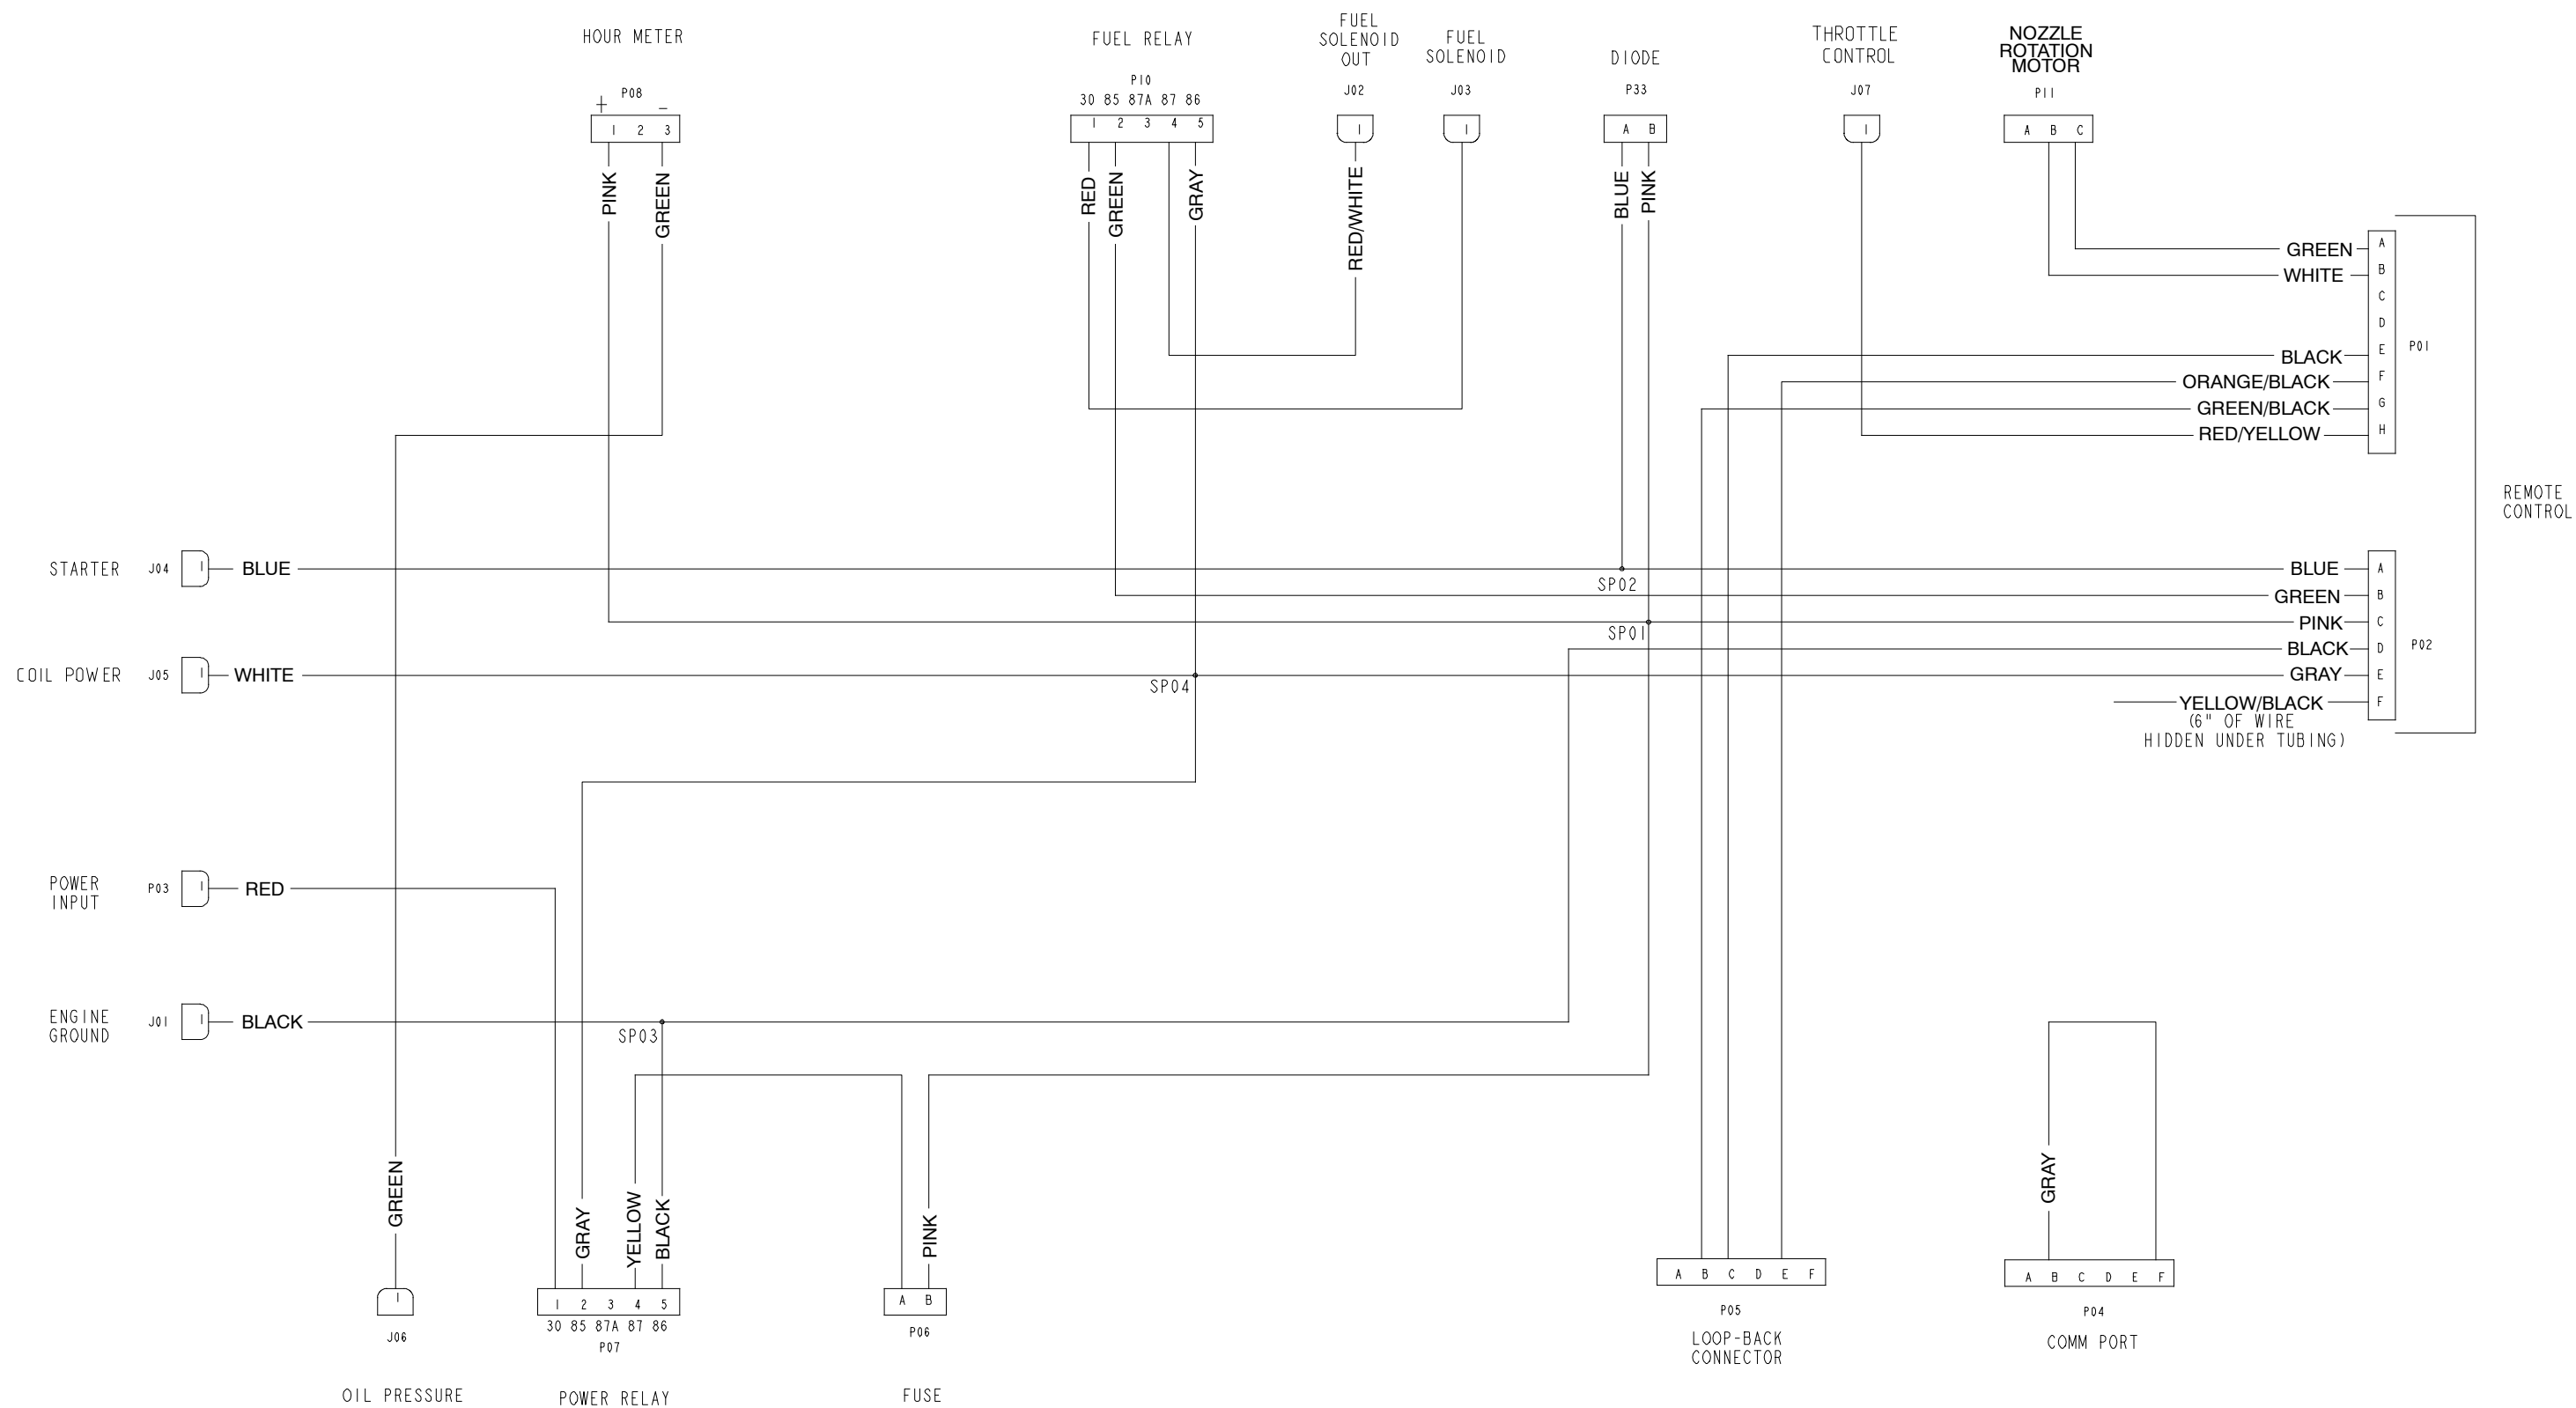 HOUR METER
P08
+ –
1 2 3
PINK
GREEN
FUEL RELAY
P10
30 85 87A 87 86
1 2 3 4 5
RED
GREEN
GRAY
FUEL
SOLENOID
OUT
J02
1
RED/WHITE
FUEL
SOLENOID
J03
1
DIODE
P33
A B
BLUE
PINK
THROTTLE
CONTROL
J07
1
NOZZLE
ROTATION
MOTOR
P11
A B C
GREEN A
WHITE B
C
D
BLACK E
ORANGE/BLACK F
GREEN/BLACK G
RED/YELLOW H
P01
REMOTE
CONTROL
STARTER J04 1 BLUE
SP02
BLUE A
GREEN B
SP01
PINK C
BLACK D
P02
COIL POWER J05 1 WHITE
SP04
GRAY E
YELLOW/BLACK F
(6" OF WIRE
HIDDEN UNDER TUBING)
POWER
INPUT
P03 1 RED
ENGINE
GROUND
J01 1 BLACK
SP03
GREEN
1
J06
OIL PRESSURE
GRAY
YELLOW
BLACK
1 2 3 4 5
30 85 87A 87 86
P07
POWER RELAY
PINK
A B
P06
FUSE
A B C D E F
P05
LOOP-BACK
CONNECTOR
GRAY
A B C D E F
P04
COMM PORT